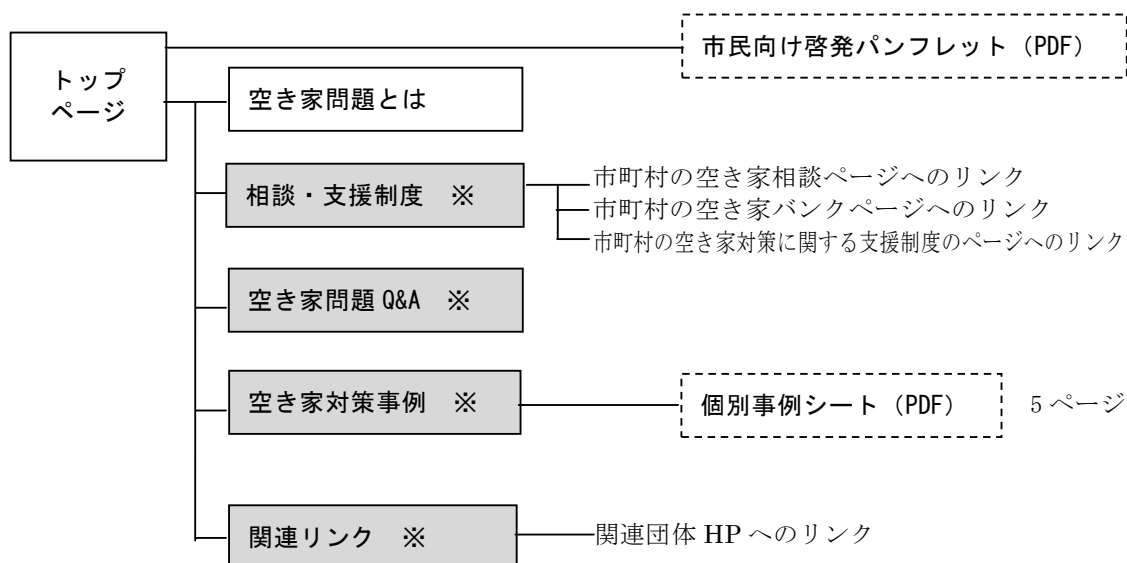 市民向け啓発パンフレット（PDF）
トップ
ページ
空き家問題とは
相談・支援制度　※
市町村の空き家相談ページへのリンク
市町村の空き家バンクページへのリンク
市町村の空き家対策に関する支援制度のページへのリンク
空き家問題 Q&A　※
空き家対策事例　※
個別事例シート（PDF）
5 ページ
関連リンク　※
関連団体 HP へのリンク